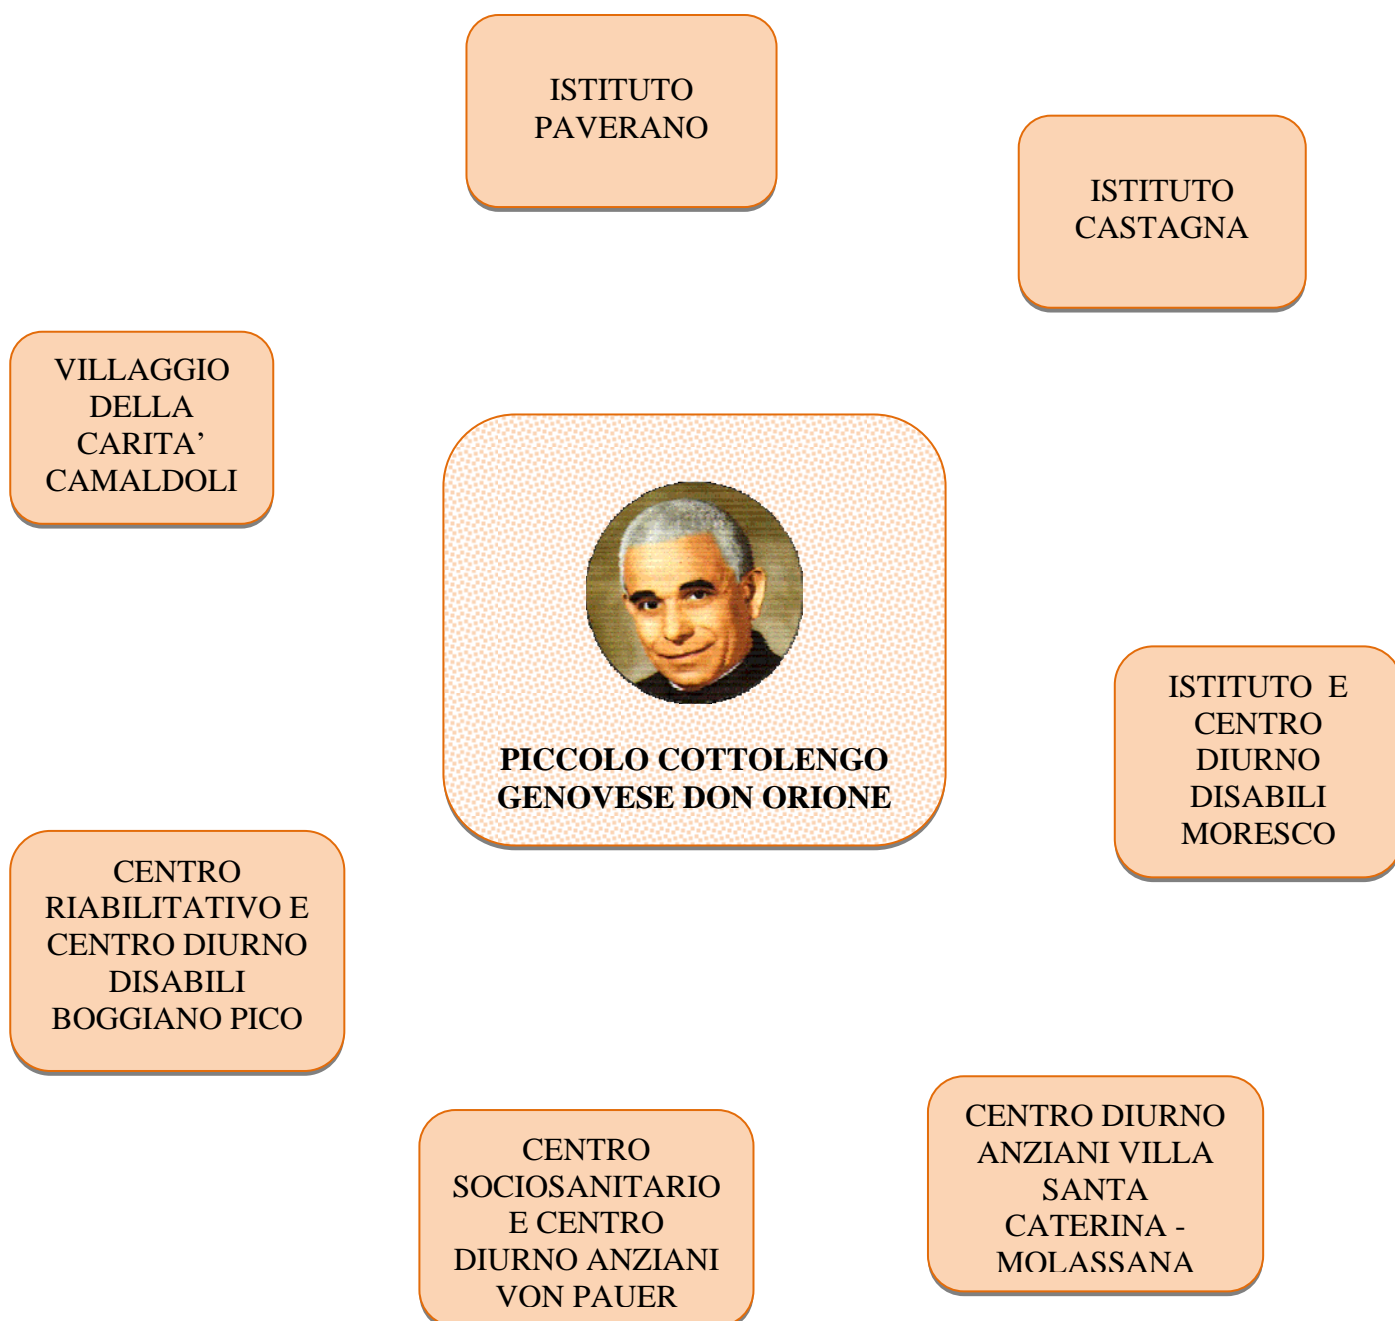 ISTITUTO
PAVERANO
ISTITUTO
CASTAGNA
VILLAGGIO
DELLA
CARITA’
CAMALDOLI
PICCOLO COTTOLENGO
GENOVESE DON ORIONE
ISTITUTO  E
CENTRO
DIURNO
DISABILI
MORESCO
CENTRO
RIABILITATIVO E
CENTRO DIURNO
DISABILI
BOGGIANO PICO
CENTRO
SOCIOSANITARIO
E CENTRO
DIURNO ANZIANI
VON PAUER
CENTRO DIURNO
ANZIANI VILLA
SANTA
CATERINA -
MOLASSANA